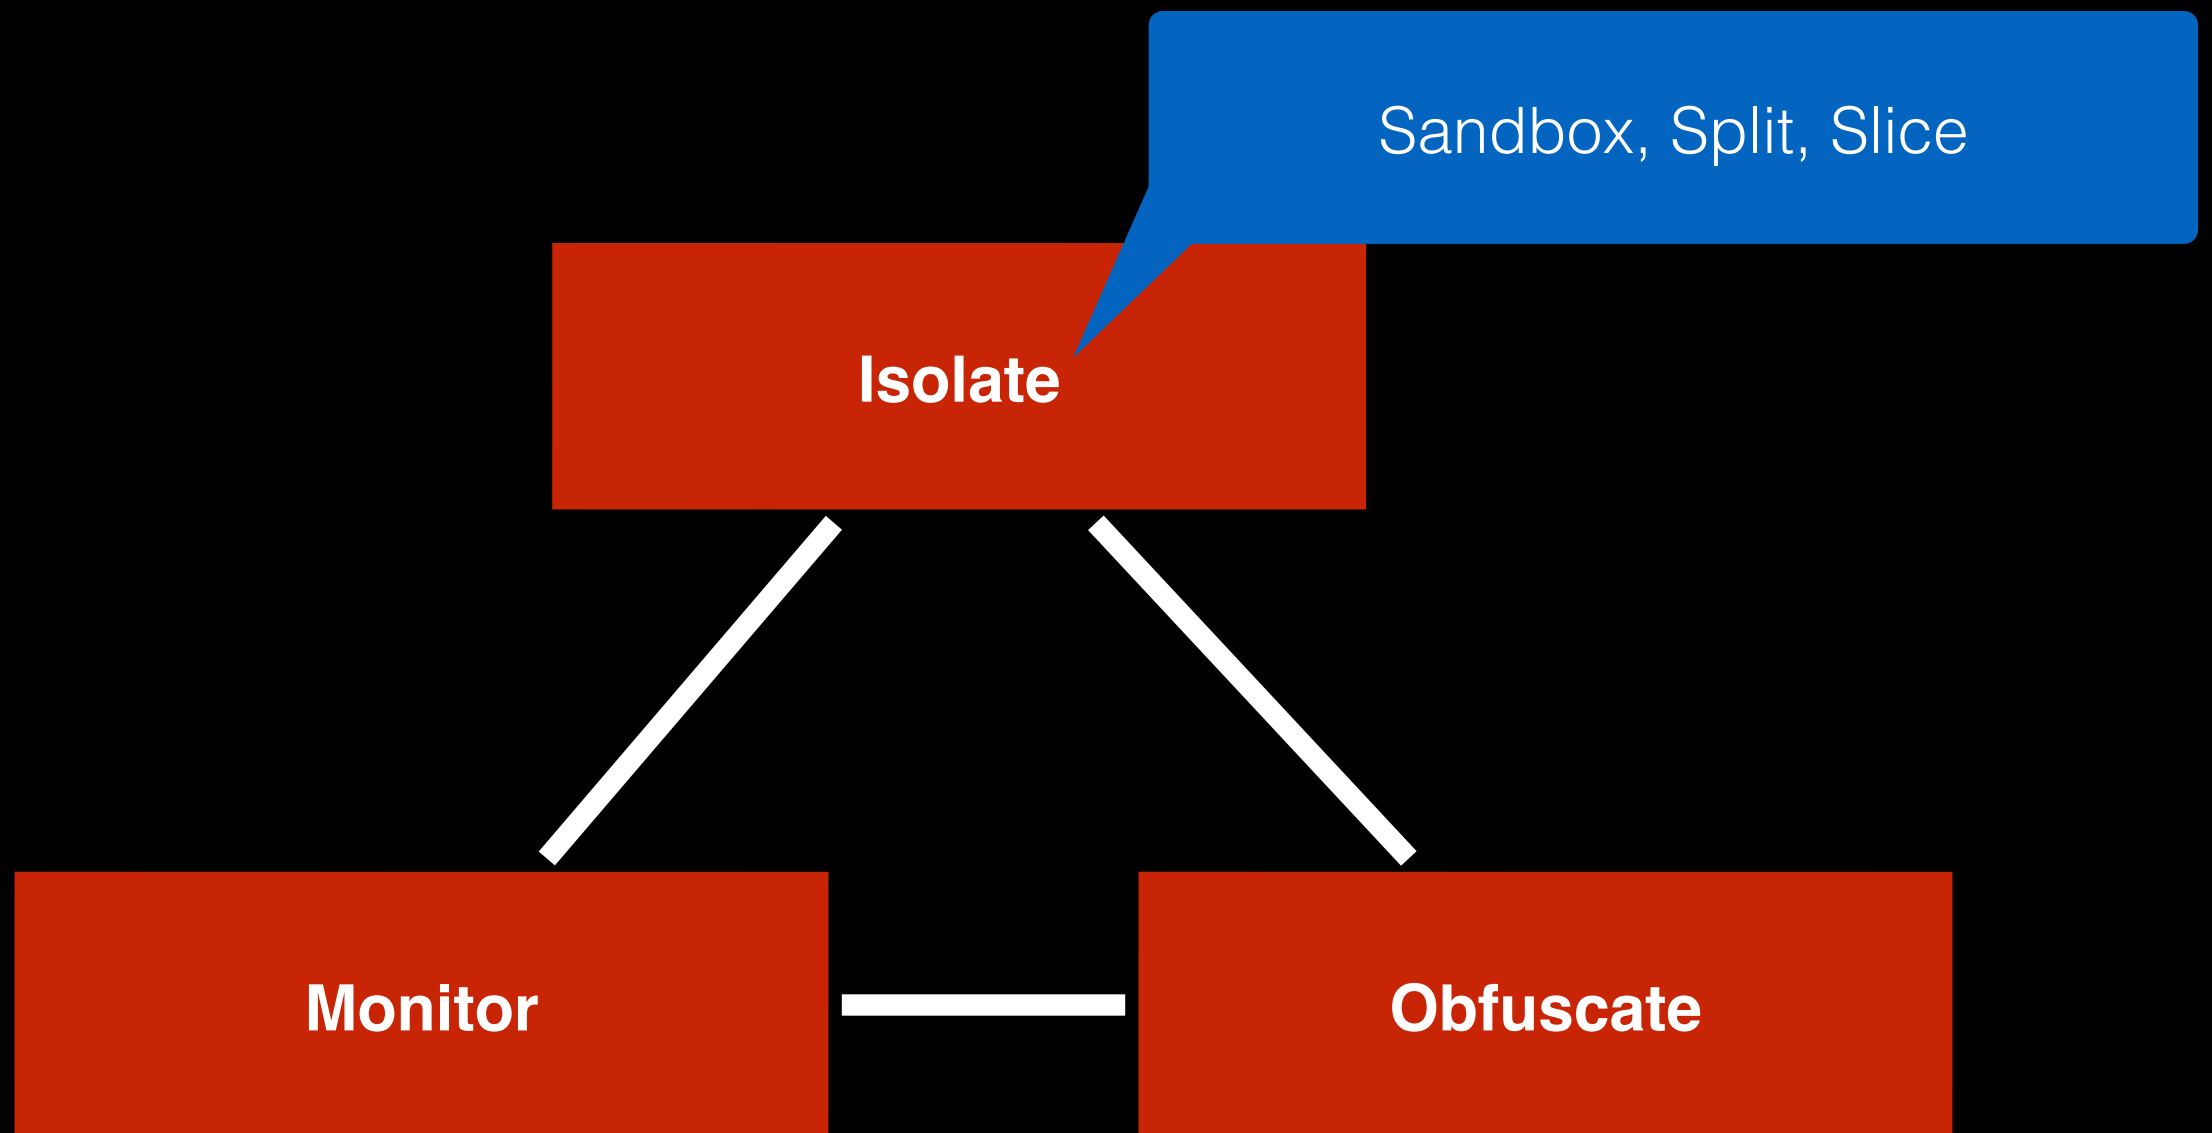 Sandbox, Split, Slice
Isolate
Monitor
Obfuscate